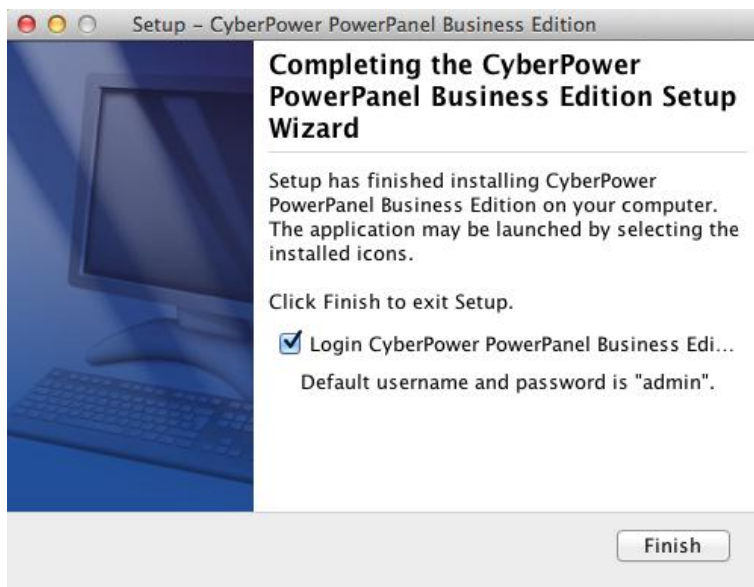 Setup – CyberPower PowerPanel Business Edition
Completing the CyberPower
PowerPanel Business Edition Setup
Wizard
Setup has finished installing CyberPower
PowerPanel Business Edition on your computer.
The application may be launched by selecting the
installed icons.
Click Finish to exit Setup.
Login CyberPower PowerPanel Business Edi...
Default username and password is "admin".
Finish